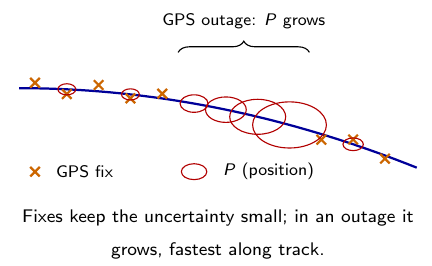 GPS outage: P grows
GPS fix
P (position)
Fixes keep the uncertainty small; in an outage it
grows, fastest along track.